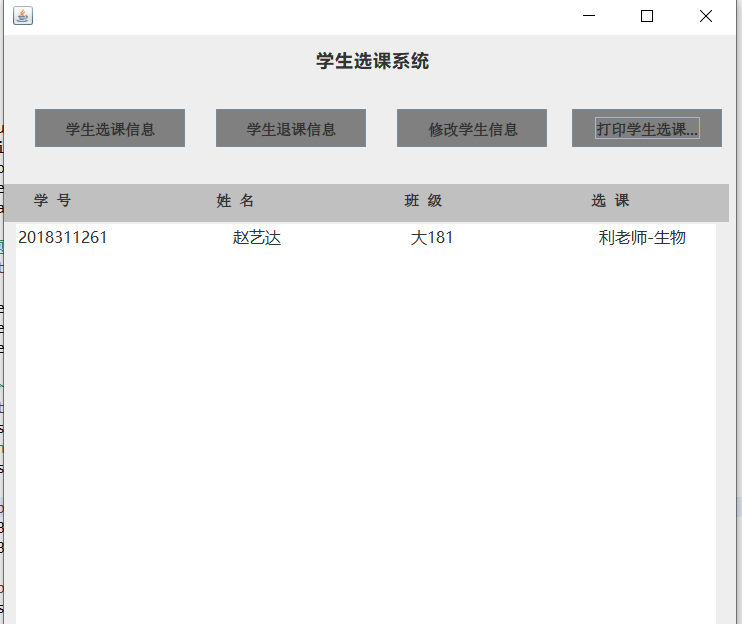 学生选课系统
学生选课信息 学生退课信息 修改学生信息 打印学生选课...
学 号 姓 名 班 级 选 课
2018311261 赵艺达 大181 利老师-生物